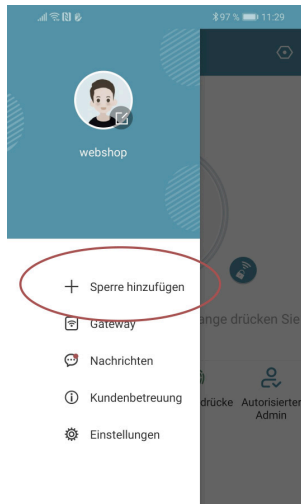 97 % 11:29
webshop
Sperre hinzufügen
Gateway
ange drücken Sie
Nachrichten
Kundenbetreuung
drücke Autorisierter
Admin
Einstellungen